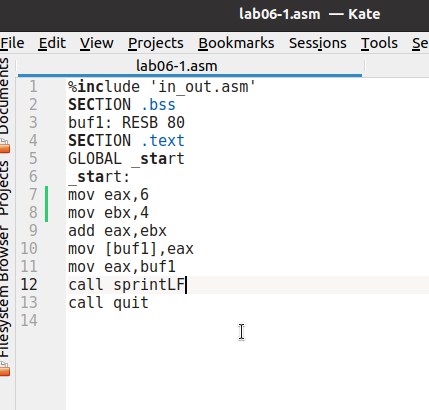 lab06-1.asm — Kate
File Edit View Projects Bookmarks Sessions Tools
lab06-1.asm
Documents
Projects
Filesystem Browser
1 %include 'in_out.asm'
2 SECTION .bss
3 buf1: RESB 80
4 SECTION .text
5 GLOBAL _start
6 _start:
7 mov eax,6
8 mov ebx,4
9 add eax,ebx
10 mov [buf1],eax
11 mov eax,buf1
12 call sprintLF
13 call quit
14